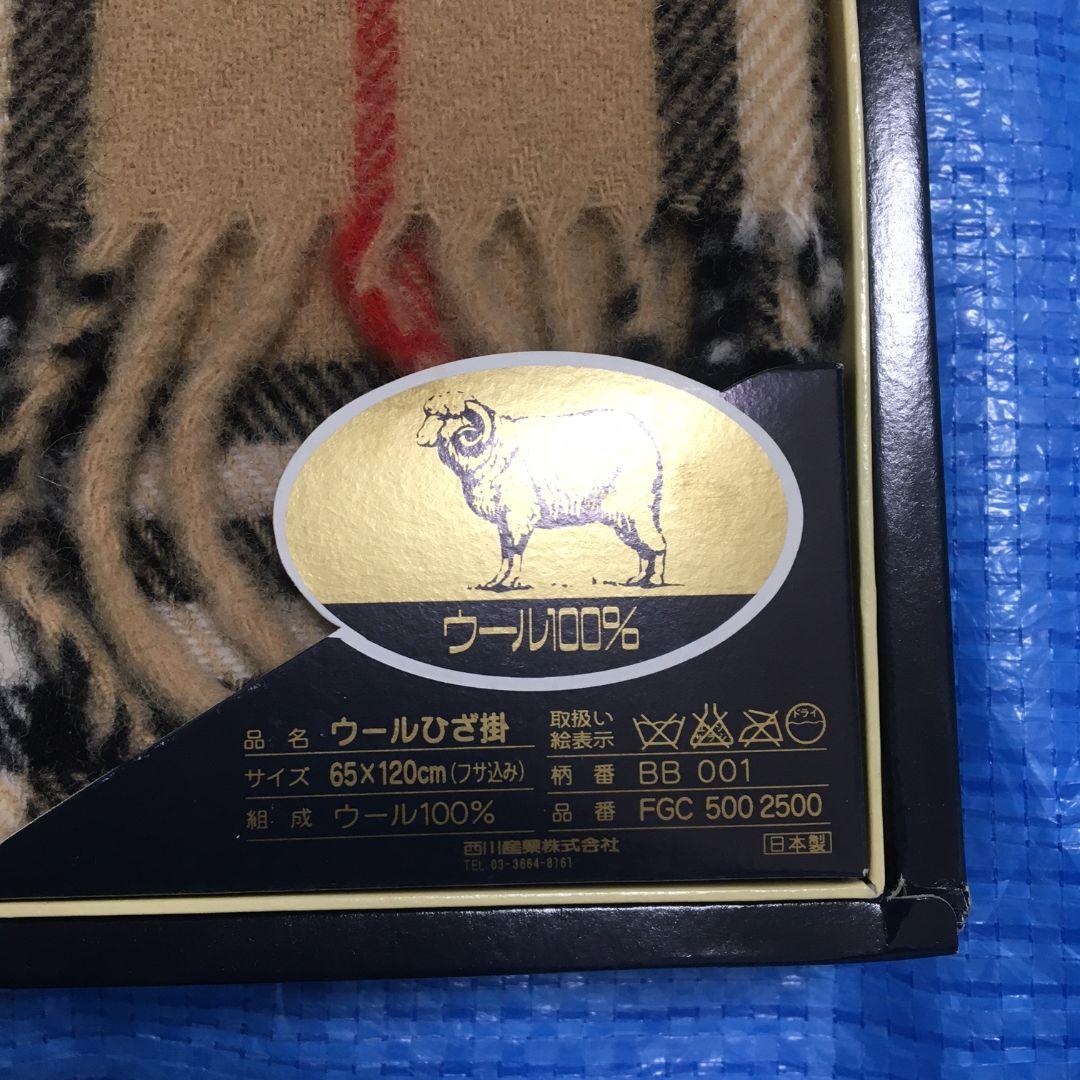 ウール100%
品名 ウールひざ掛
サイズ 65×120cm(フサ込み)
組成 ウール100%
取扱い
絵表示 ドライ
柄番 BB 001
品番 FGC 500 2500
西川産業株式会社
TEL.03-3664-8161
日本製